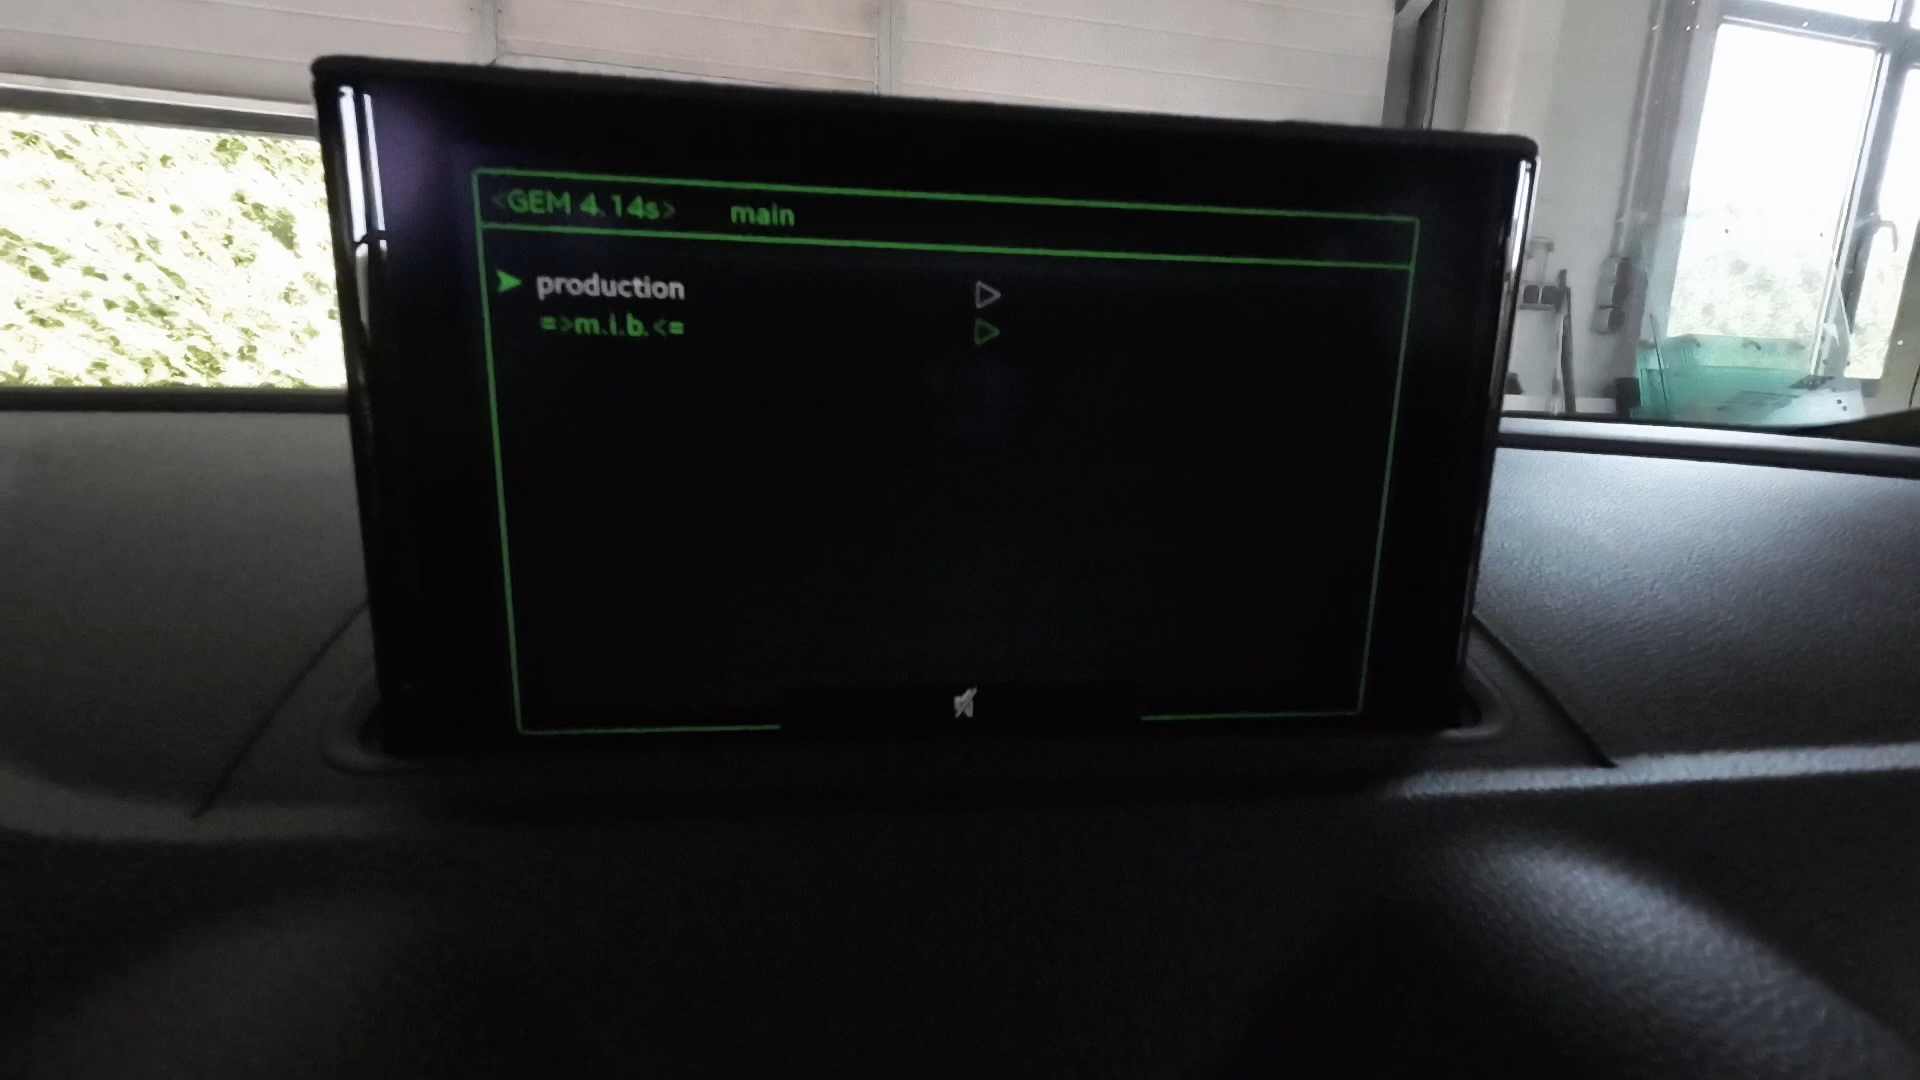 <GEM 4.14s> main
production
=>m.i.b.<=